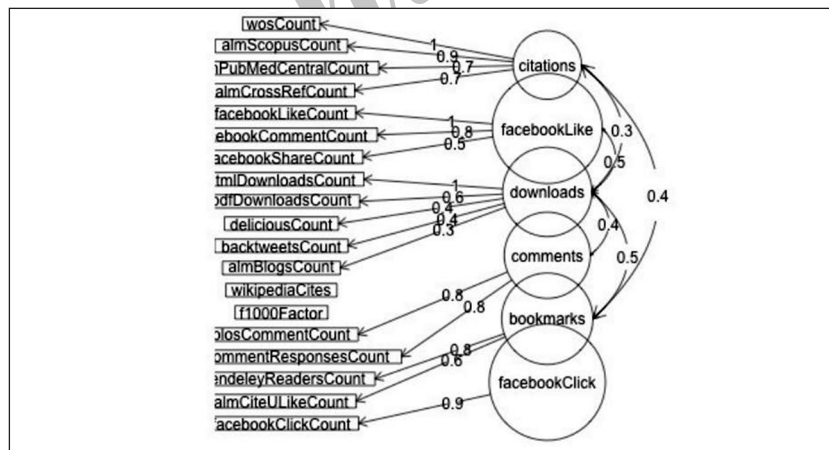 wosCount
almScopusCount
nPubMedCentralCount
almCrossRefCount
facebookLikeCount
ebookCommentCount
acebookShareCount
tmlDownloadsCount
pdfDownloadsCount
deliciousCount
backtweetsCount
almBlogsCount
wikipediaCites
f1000Factor
plosCommentCount
ommentResponsesCount
endeleyReadersCount
almCiteULikeCount
facebookClickCount
1
0.9
0.7
0.7
1
0.8
0.5
1
0.6
0.4
0.4
0.3
0.8
0.8
0.8
0.6
0.9
citations
facebookLike
downloads
comments
bookmarks
facebookClick
0.3
0.5
0.4
0.4
0.5